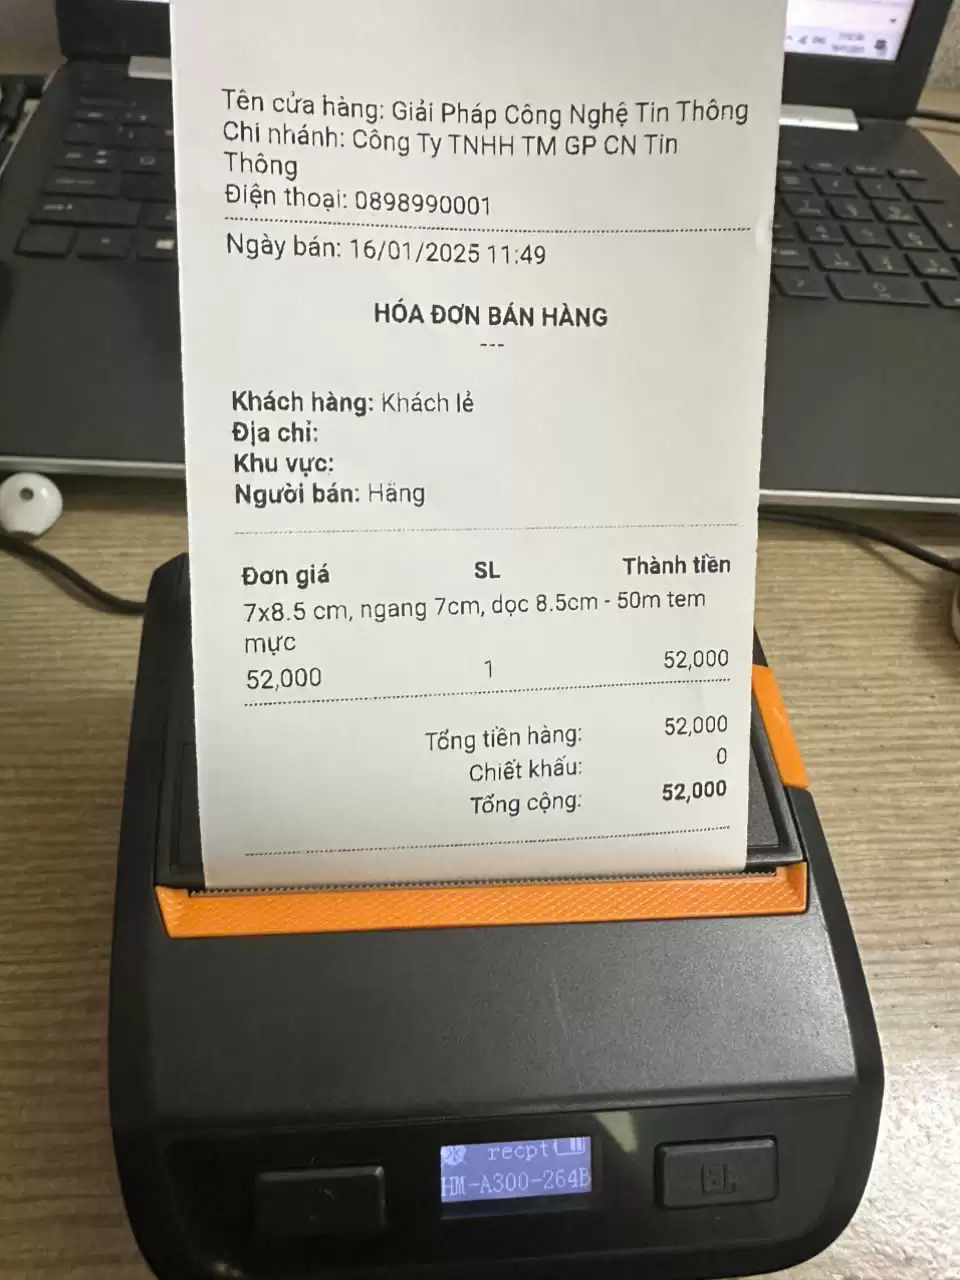 Tên cửa hàng: Giải Pháp Công Nghệ Tin Thông
Chi nhánh: Công Ty TNHH TM GP CN Tin
Thông
Điện thoại: 0898990001
Ngày bán: 16/01/2025 11:49
HÓA ĐƠN BÁN HÀNG
---
Khách hàng: Khách lẻ
Địa chỉ:
Khu vực:
Người bán: Hằng
Đơn giá SL Thành tiền
7x8.5 cm, ngang 7cm, dọc 8.5cm - 50m tem
mực
52,000 1 52,000
Tổng tiền hàng: 52,000
Chiết khấu: 0
Tổng cộng: 52,000
recpt
HM-A300-264B